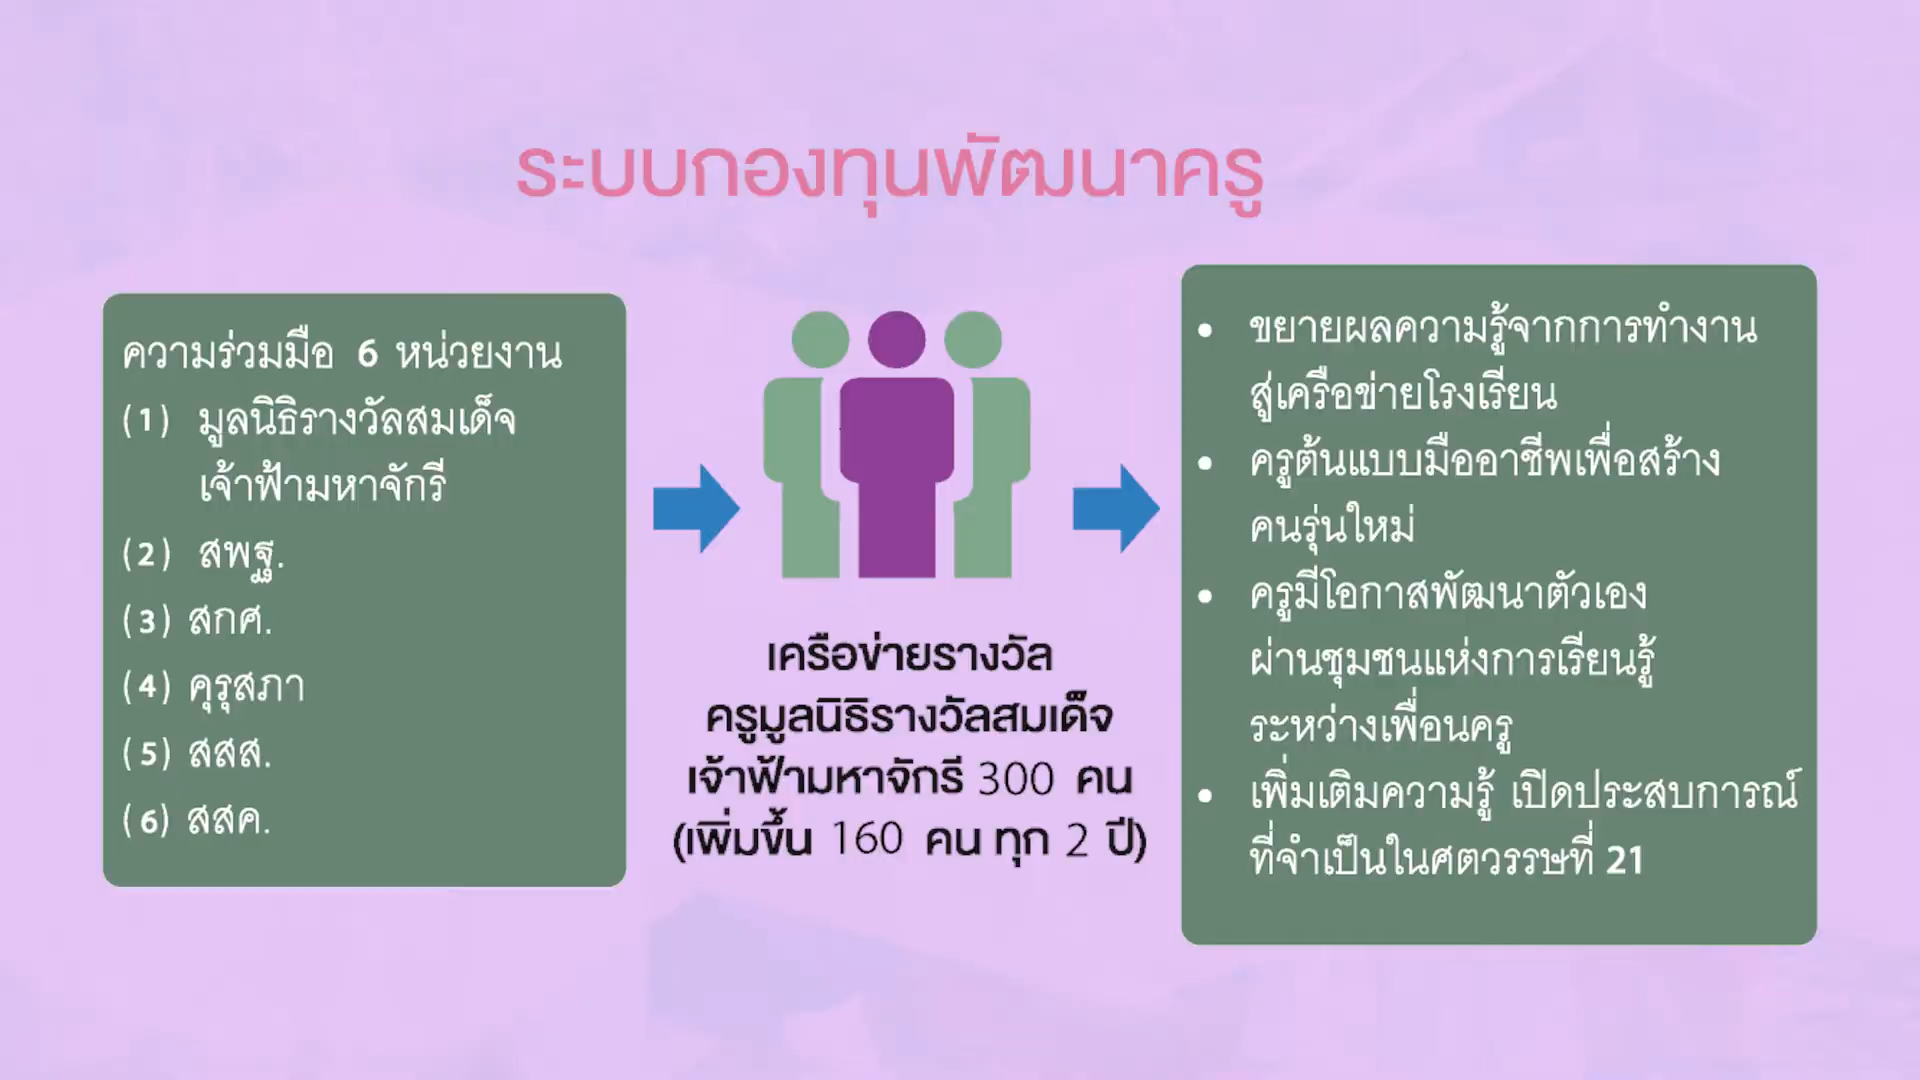 ระบบกองทุนพัฒนาครู
ความร่วมมือ 6 หน่วยงาน
(1) มูลนิธิรางวัลสมเด็จ
เจ้าฟ้ามหาจักรี
(2) สพฐ.
(3) สกศ.
(4) คุรุสภา
(5) สสส.
(6) สสค.
เครือข่ายรางวัล
ครูมูลนิธิรางวัลสมเด็จ
เจ้าฟ้ามหาจักรี 300 คน
(เพิ่มขึ้น 160 คน ทุก 2 ปี)
• ขยายผลความรู้จากการทำงาน
สู่เครือข่ายโรงเรียน
• ครูต้นแบบมืออาชีพเพื่อสร้าง
คนรุ่นใหม่
• ครูมีโอกาสพัฒนาตัวเอง
ผ่านชุมชนแห่งการเรียนรู้
ระหว่างเพื่อนครู
• เพิ่มเติมความรู้ เปิดประสบการณ์
ที่จำเป็นในศตวรรษที่ 21